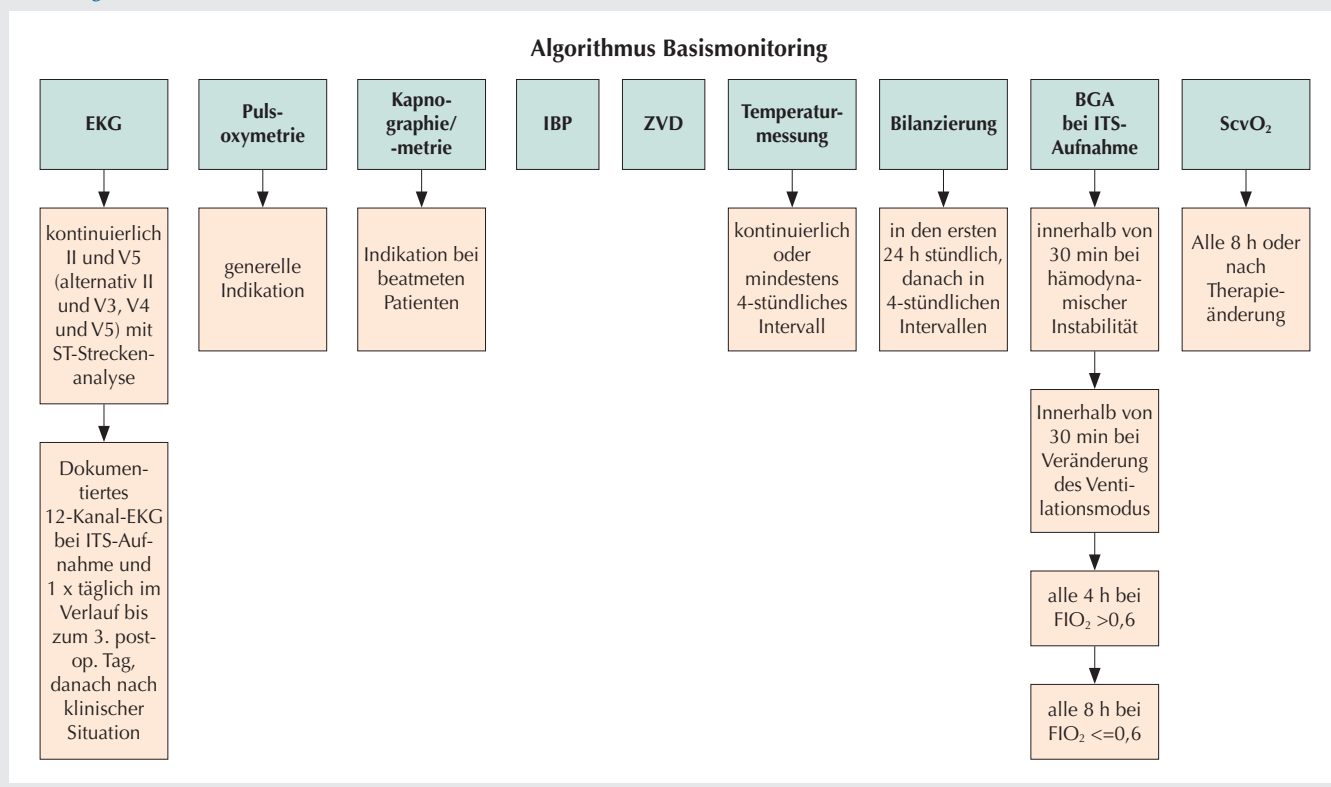 Algorithmus Basismonitoring
EKG
Puls-
oxymetrie
Kapno-
graphie/
-metrie
IBP
ZVD
Temperatur-
messung
Bilanzierung
BGA
bei ITS-
Aufnahme
ScvO₂
kontinuierlich
II und V5
(alternativ II
und V3, V4
und V5) mit
ST-Strecken-
analyse
generelle
Indikation
Indikation bei
beatmeten
Patienten
kontinuierlich
oder
mindestens
4-stündliches
Intervall
in den ersten
24 h stündlich,
danach in
4-stündlichen
Intervallen
innerhalb von
30 min bei
hämodyna-
mischer
Instabilität
Alle 8 h oder
nach
Therapie-
änderung
Dokumen-
tiertes
12-Kanal-EKG
bei ITS-Auf-
nahme und
1 x täglich im
Verlauf bis
zum 3. post-
op. Tag,
danach nach
klinischer
Situation
Innerhalb von
30 min bei
Veränderung
des Venti-
lationsmodus
alle 4 h bei
FIO₂ >0,6
alle 8 h bei
FIO₂ <=0,6